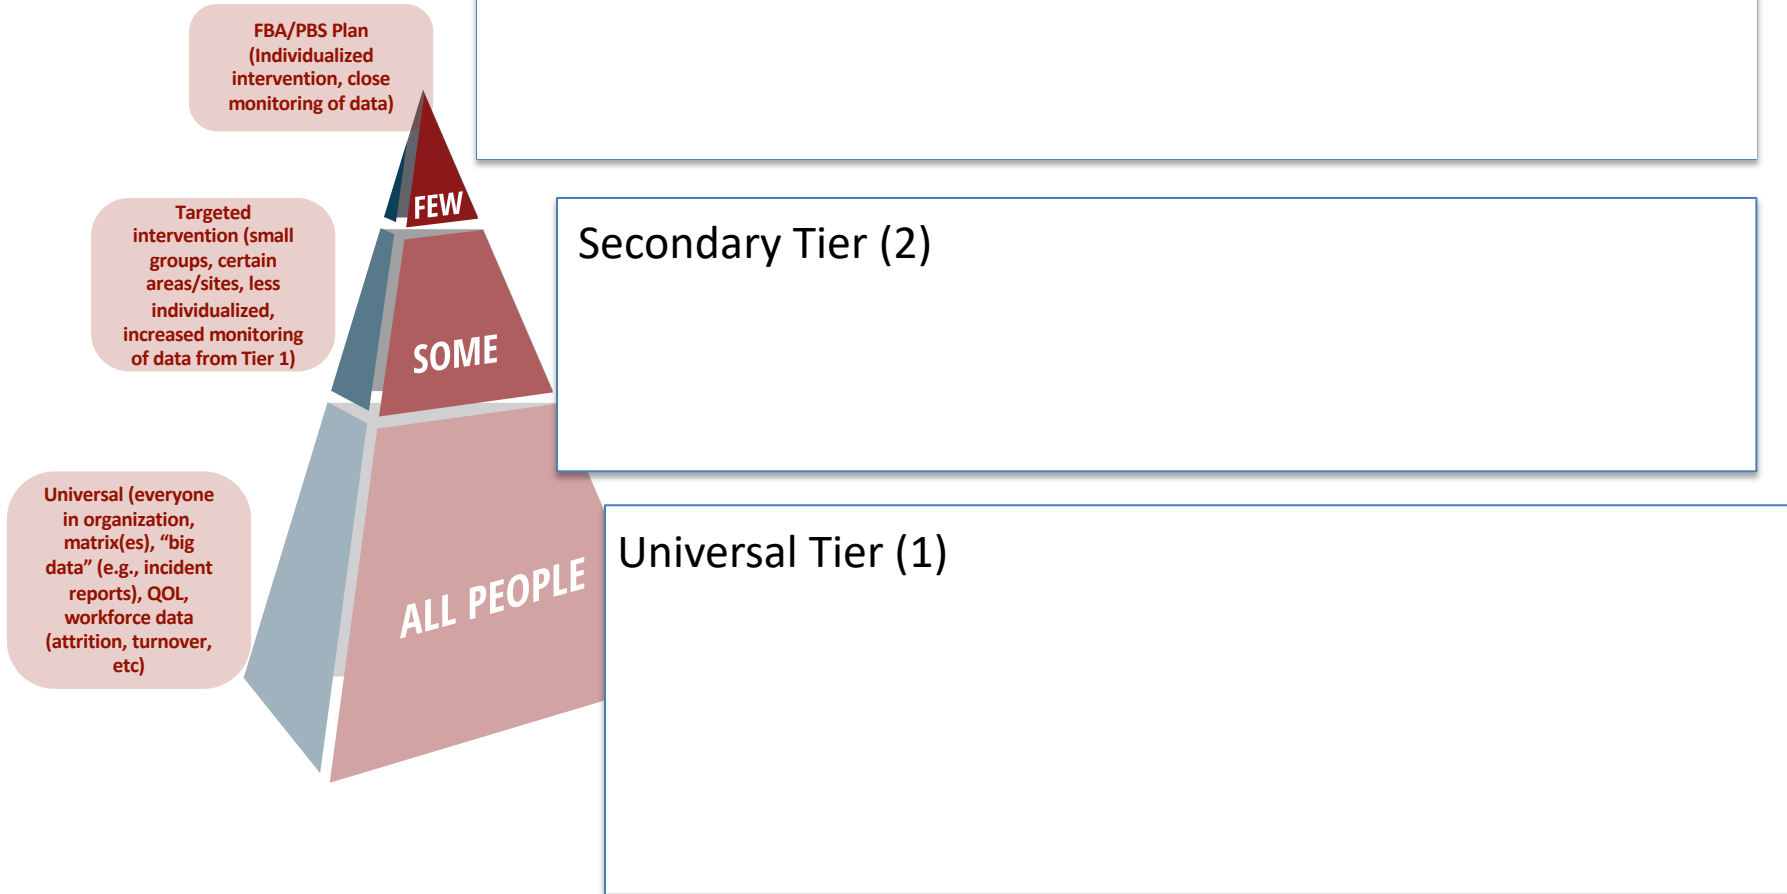 FBA/PBS Plan
(Individualized
intervention, close
monitoring of data)
FEW
Targeted
intervention (small
groups, certain
areas/sites, less
individualized,
increased monitoring
of data from Tier 1)
SOME
Secondary Tier (2)
Universal (everyone
in organization,
matrix(es), “big
data” (e.g., incident
reports), QOL,
workforce data
(attrition, turnover,
etc)
ALL PEOPLE
Universal Tier (1)